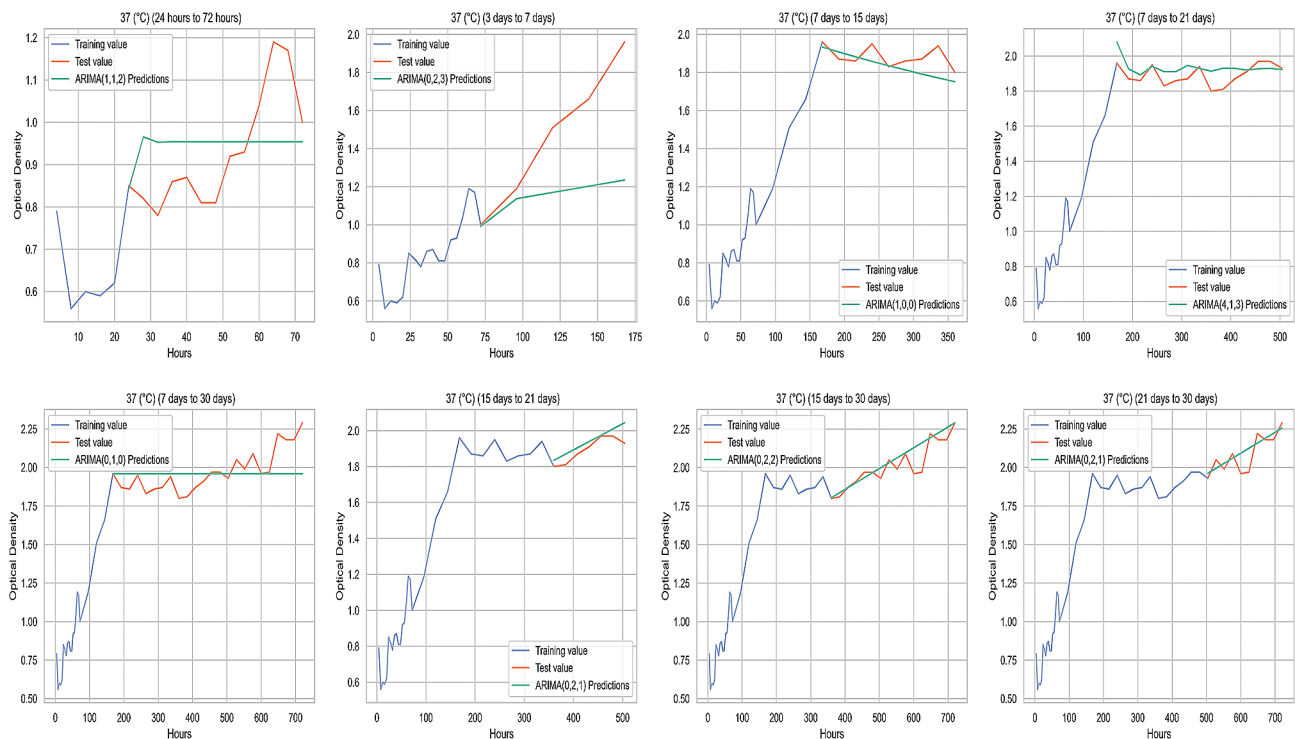 37 (°C) (24 hours to 72 hours)
1.2
1.1
1.0
0.9
0.8
0.7
0.6
Optical Density
Training value
Test value
ARIMA(1,1,2) Predictions
10 20 30 40 50 60 70
Hours
37 (°C) (3 days to 7 days)
2.0
1.8
1.6
1.4
1.2
1.0
0.8
0.6
Optical Density
Training value
Test value
ARIMA(0,2,3) Predictions
0 25 50 75 100 125 150 175
Hours
37 (°C) (7 days to 15 days)
2.0
1.8
1.6
1.4
1.2
1.0
0.8
0.6
Optical Density
Training value
Test value
ARIMA(1,0,0) Predictions
0 50 100 150 200 250 300 350
Hours
37 (°C) (7 days to 21 days)
2.0
1.8
1.6
1.4
1.2
1.0
0.8
0.6
Optical Density
Training value
Test value
ARIMA(4,1,3) Predictions
0 100 200 300 400 500
Hours
37 (°C) (7 days to 30 days)
2.25
2.00
1.75
1.50
1.25
1.00
0.75
0.50
Optical Density
Training value
Test value
ARIMA(0,1,0) Predictions
0 100 200 300 400 500 600 700
Hours
37 (°C) (15 days to 21 days)
2.0
1.8
1.6
1.4
1.2
1.0
0.8
0.6
Optical Density
Training value
Test value
ARIMA(0,2,1) Predictions
0 100 200 300 400 500
Hours
37 (°C) (15 days to 30 days)
2.25
2.00
1.75
1.50
1.25
1.00
0.75
0.50
Optical Density
Training value
Test value
ARIMA(0,2,2) Predictions
0 100 200 300 400 500 600 700
Hours
37 (°C) (21 days to 30 days)
2.25
2.00
1.75
1.50
1.25
1.00
0.75
0.50
Optical Density
Training value
Test value
ARIMA(0,2,1) Predictions
0 100 200 300 400 500 600 700
Hours